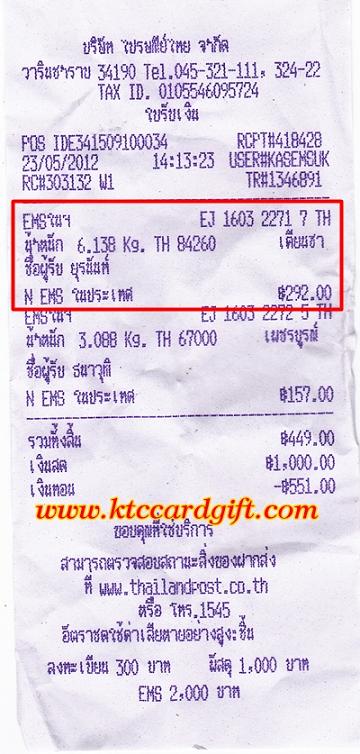 บริษัท ไปรษณีย์ไทย จำกัด
วารินชำราบ 34190 Tel.045-321-111, 324-22
TAX ID. 0105546095724
ใบรับเงิน
POS IDE341509100034 RCPT#418428
23/05/2012 14:13:23 USER#KASEMSUK
RC#303132 W1 TR#1346891
EMSในฯ EJ 1603 2271 7 TH
น้ำหนัก 6.138 Kg. TH 84260 เคียนซา
ชื่อผู้รับ ยุรนันท์
N EMS ในประเทศ ฿292.00
EMSในฯ EJ 1603 2272 5 TH
น้ำหนัก 3.088 Kg. TH 67000 เพชรบูรณ์
ชื่อผู้รับ ธนาวุฒิ
N EMS ในประเทศ ฿157.00
รวมทั้งสิ้น ฿449.00
เงินสด ฿1,000.00
เงินทอน -฿551.00
www.ktccardgift.com
ขอบคุณที่ใช้บริการ
สามารถตรวจสอบสถานะสิ่งของฝากส่ง
ที่ www.thailandpost.co.th
หรือ โทร.1545
อัตราชดใช้ค่าเสียหายอย่างสูง:ชิ้น
ลงทะเบียน 300 บาท พัสดุ 1,000 บาท
EMS 2,000 บาท